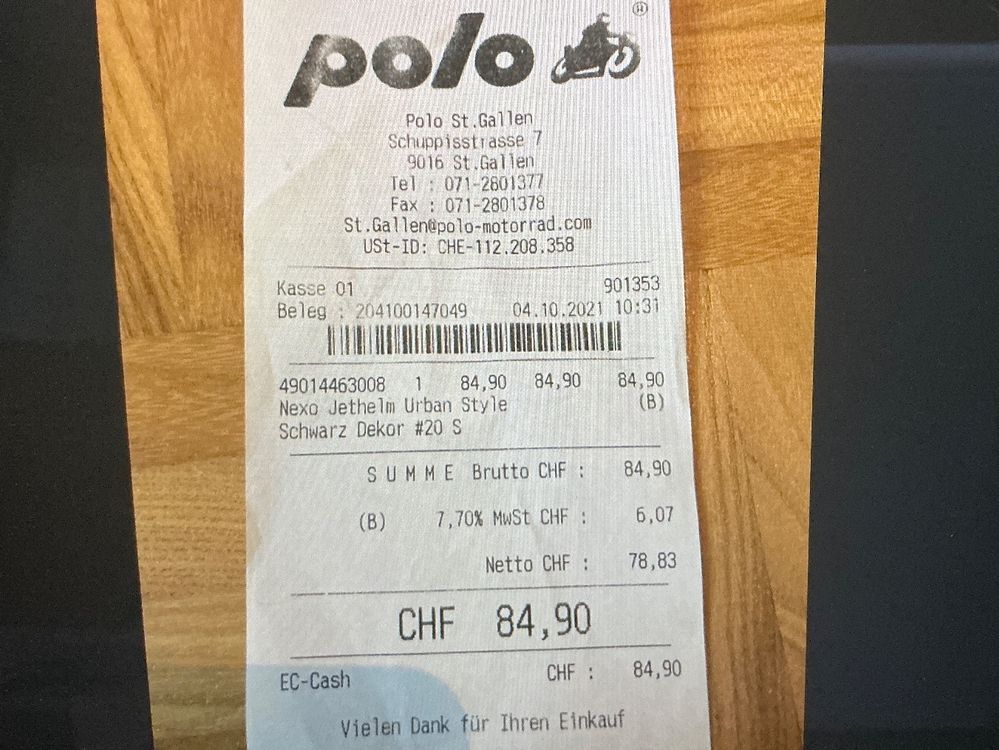 polo ®
Polo St.Gallen
Schuppisstrasse 7
9016 St.Gallen
Tel : 071-2801377
Fax : 071-2801378
St.Gallen@polo-motorrad.com
USt-ID: CHE-112.208.358
Kasse 01 901353
Beleg : 204100147049 04.10.2021 10:31
49014463008 1 84,90 84,90 84,90
Nexo Jethelm Urban Style (B)
Schwarz Dekor #20 S
S U M M E Brutto CHF : 84,90
(B) 7,70% MwSt CHF : 6,07
Netto CHF : 78,83
CHF 84,90
EC-Cash CHF : 84,90
Vielen Dank für Ihren Einkauf